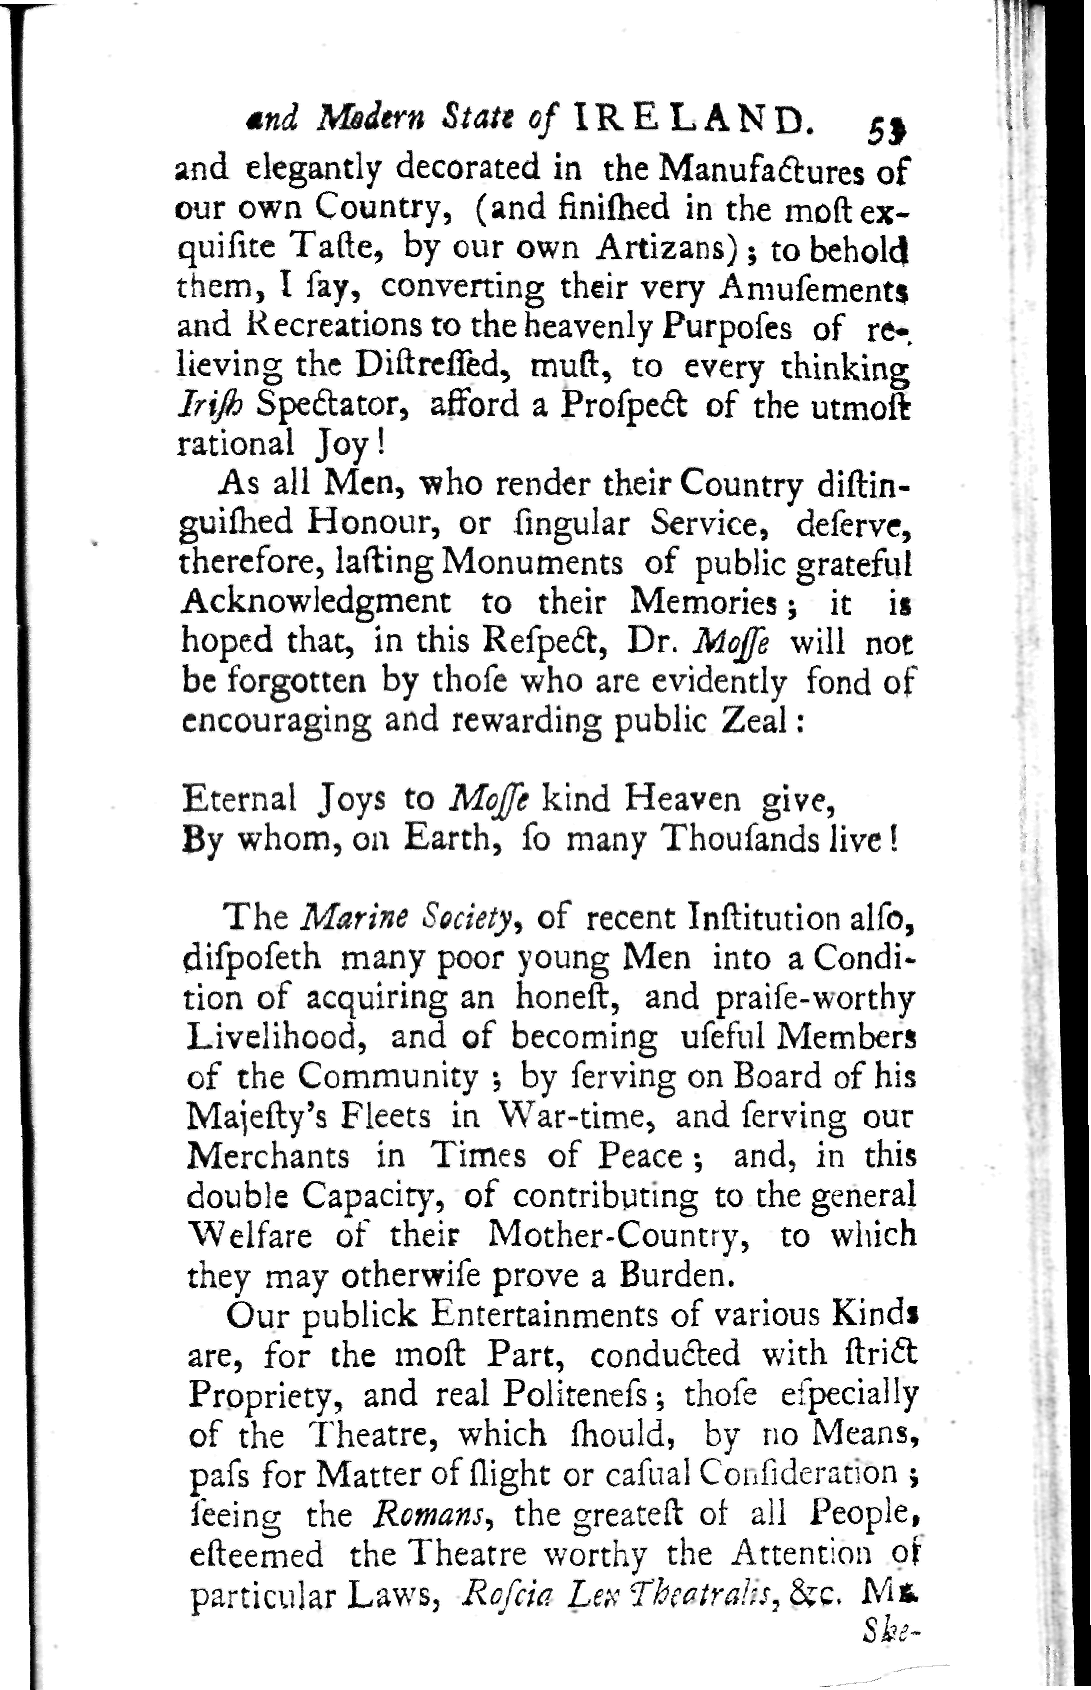 and Modern State of IRELAND. 53
and elegantly decorated in the Manufactures of
our own Country, (and finiſhed in the moſt ex-
quiſite Taſte, by our own Artizans); to behold
them, I ſay, converting their very Amuſements
and Recreations to the heavenly Purpoſes of re-
lieving the Diſtreſſed, muſt, to every thinking
Iriſh Spectator, afford a Proſpect of the utmoſt
rational Joy!
As all Men, who render their Country diſtin-
guiſhed Honour, or ſingular Service, deſerve,
therefore, laſting Monuments of public grateful
Acknowledgment to their Memories; it is
hoped that, in this Reſpect, Dr. Moſſe will not
be forgotten by thoſe who are evidently fond of
encouraging and rewarding public Zeal:
Eternal Joys to Moſſe kind Heaven give,
By whom, on Earth, ſo many Thouſands live!
The Marine Society, of recent Inſtitution alſo,
diſpoſeth many poor young Men into a Condi-
tion of acquiring an honeſt, and praiſe-worthy
Livelihood, and of becoming uſeful Members
of the Community; by ſerving on Board of his
Majeſty's Fleets in War-time, and ſerving our
Merchants in Times of Peace; and, in this
double Capacity, of contributing to the general
Welfare of their Mother-Country, to which
they may otherwiſe prove a Burden.
Our publick Entertainments of various Kinds
are, for the moſt Part, conducted with ſtrict
Propriety, and real Politeneſs; thoſe eſpecially
of the Theatre, which ſhould, by no Means,
paſs for Matter of ſlight or caſual Conſideration;
ſeeing the Romans, the greateſt of all People,
eſteemed the Theatre worthy the Attention of
particular Laws, Roſcia Lex Theatralis, &c. Mr.
She-